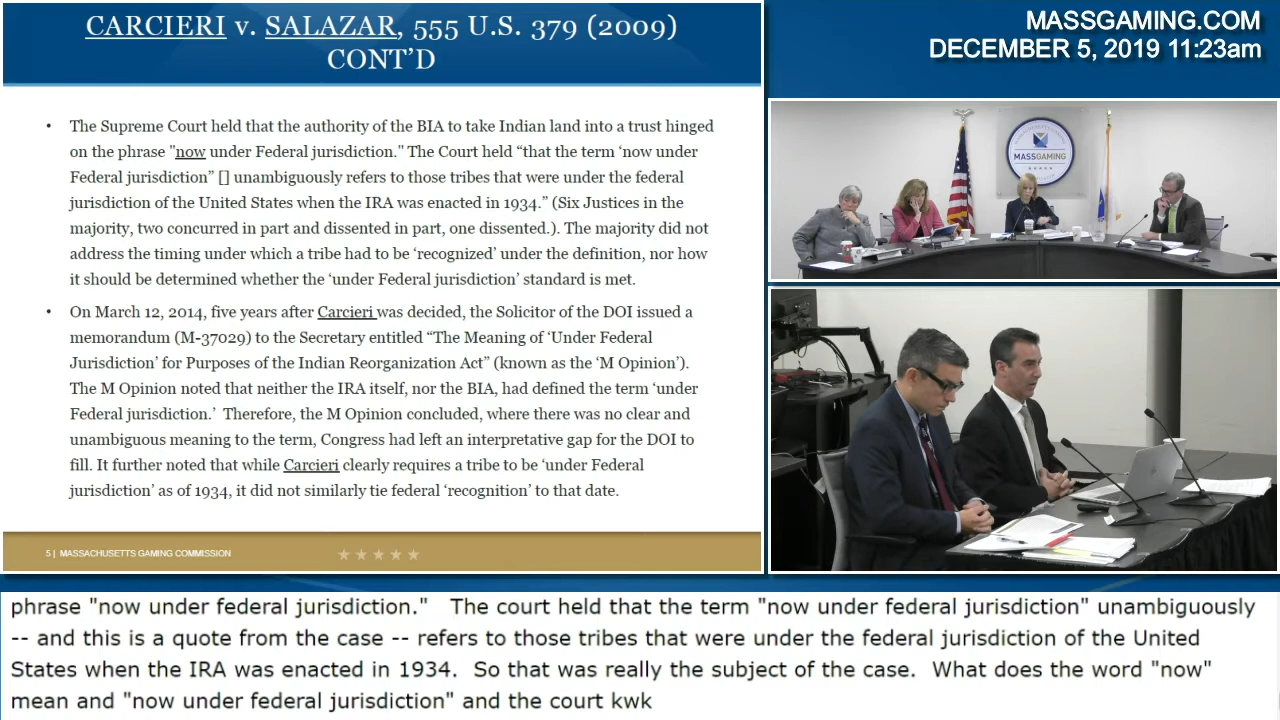 CARCIERI v. SALAZAR, 555 U.S. 379 (2009)
CONT'D
• The Supreme Court held that the authority of the BIA to take Indian land into a trust hinged
on the phrase "now under Federal jurisdiction." The Court held “that the term ‘now under
Federal jurisdiction” [] unambiguously refers to those tribes that were under the federal
jurisdiction of the United States when the IRA was enacted in 1934.” (Six Justices in the
majority, two concurred in part and dissented in part, one dissented.). The majority did not
address the timing under which a tribe had to be ‘recognized’ under the definition, nor how
it should be determined whether the ‘under Federal jurisdiction’ standard is met.
• On March 12, 2014, five years after Carcieri was decided, the Solicitor of the DOI issued a
memorandum (M-37029) to the Secretary entitled “The Meaning of ‘Under Federal
Jurisdiction’ for Purposes of the Indian Reorganization Act” (known as the ‘M Opinion’).
The M Opinion noted that neither the IRA itself, nor the BIA, had defined the term ‘under
Federal jurisdiction.’ Therefore, the M Opinion concluded, where there was no clear and
unambiguous meaning to the term, Congress had left an interpretative gap for the DOI to
fill. It further noted that while Carcieri clearly requires a tribe to be ‘under Federal
jurisdiction’ as of 1934, it did not similarly tie federal ‘recognition’ to that date.
5 | MASSACHUSETTS GAMING COMMISSION
MASSGAMING.COM
DECEMBER 5, 2019 11:23am
MASSGAMING
phrase "now under federal jurisdiction." The court held that the term "now under federal jurisdiction" unambiguously
-- and this is a quote from the case -- refers to those tribes that were under the federal jurisdiction of the United
States when the IRA was enacted in 1934. So that was really the subject of the case. What does the word "now"
mean and "now under federal jurisdiction" and the court kwk